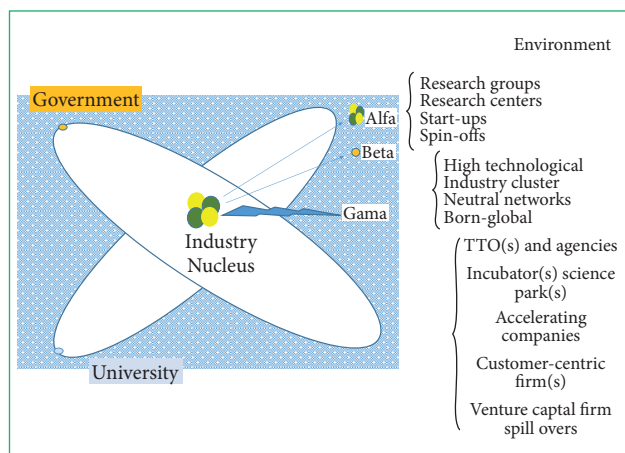 Environment
Government
Alfa
Beta
Gama
Industry
Nucleus
University
Research groups
Research centers
Start-ups
Spin-offs
High technological
Industry cluster
Neutral networks
Born-global
TTO(s) and agencies
Incubator(s) science
park(s)
Accelerating
companies
Customer-centric
firm(s)
Venture captal firm
spill overs